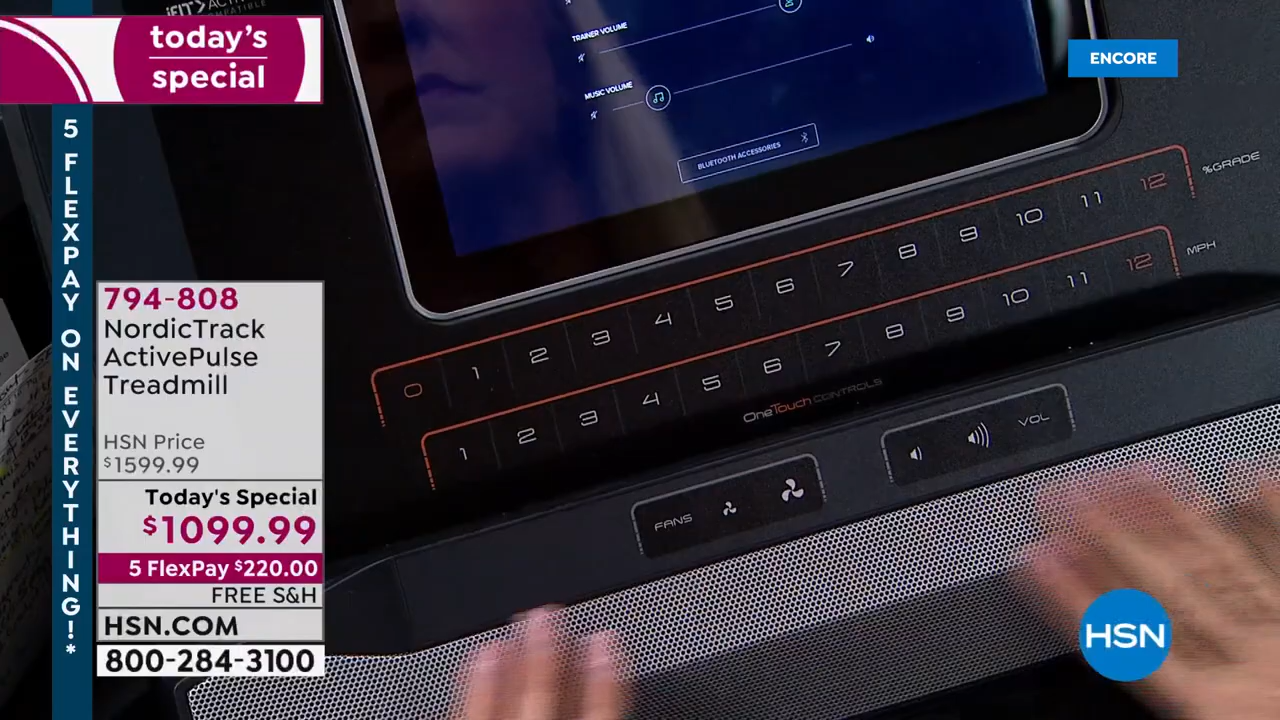 today's
special
5 FLEXPAY ON EVERYTHING!*
794-808
NordicTrack
ActivePulse
Treadmill
HSN Price
$1599.99
Today's Special
$1099.99
5 FlexPay $220.00
FREE S&H
HSN.COM
800-284-3100
ENCORE
TRAINER VOLUME
MUSIC VOLUME
BLUETOOTH ACCESSORIES
0 1 2 3 4 5 6 7 8 9 10 11 12 %GRADE
1 2 3 4 5 6 7 8 9 10 11 12 MPH
OneTouch CONTROLS
FANS
VOL
HSN